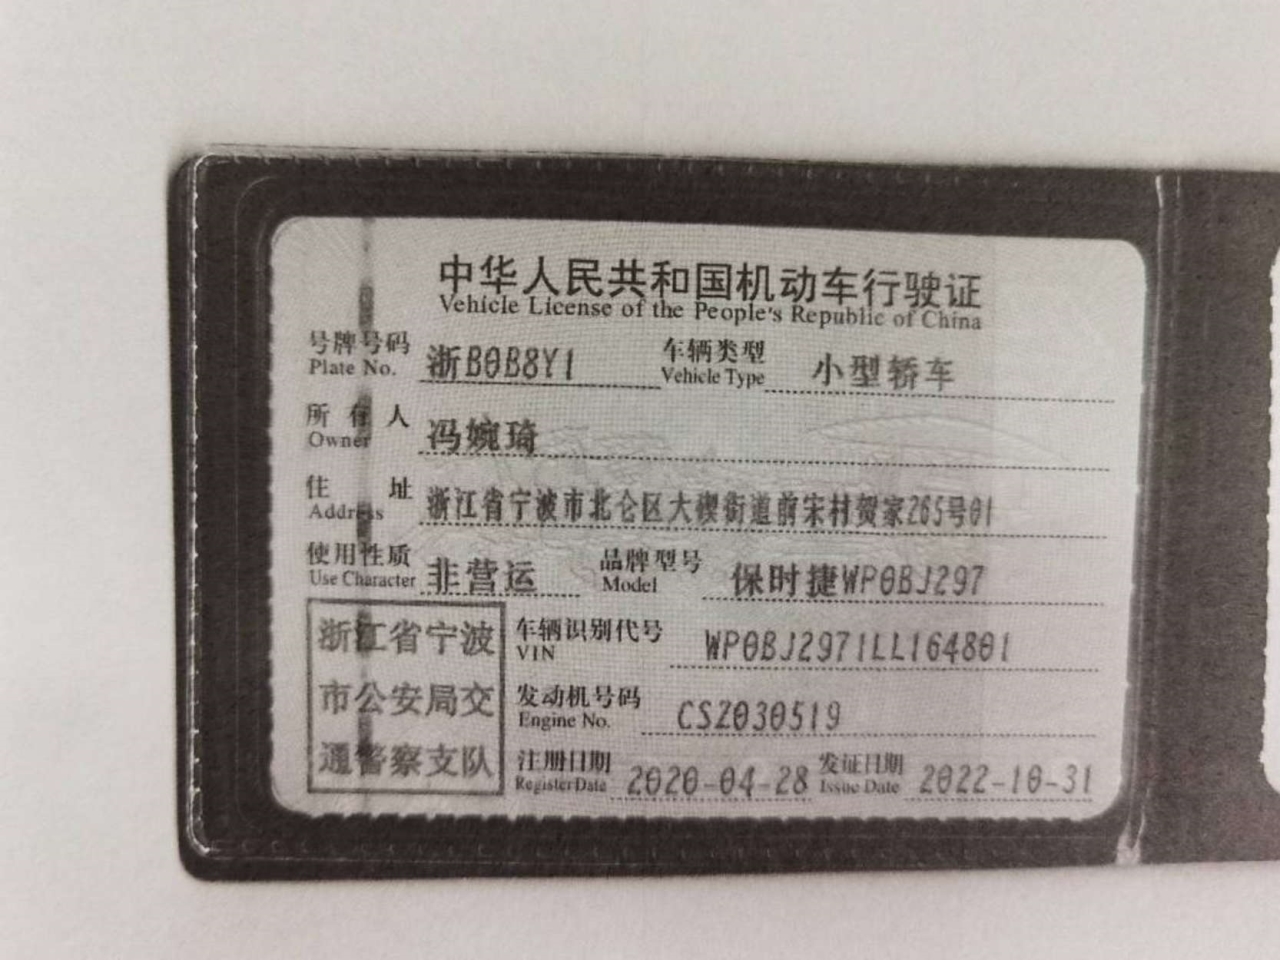 中华人民共和国机动车行驶证
Vehicle License of the People's Republic of China
号牌号码 浙B0B8Y1 车辆类型 小型轿车
Plate No. Vehicle Type
所有人 冯婉琦
Owner
住址 浙江省宁波市北仑区大碶街道前宋村贺家265号01
Address
使用性质 非营运 品牌型号 保时捷WP0BJ297
Use Character Model
浙江省宁波
市公安局交
通警察支队
车辆识别代号 WP0BJ2971LL164801
VIN
发动机号码 CSZ030519
Engine No.
注册日期 2020-04-28 发证日期 2022-10-31
Register Date Issue Date